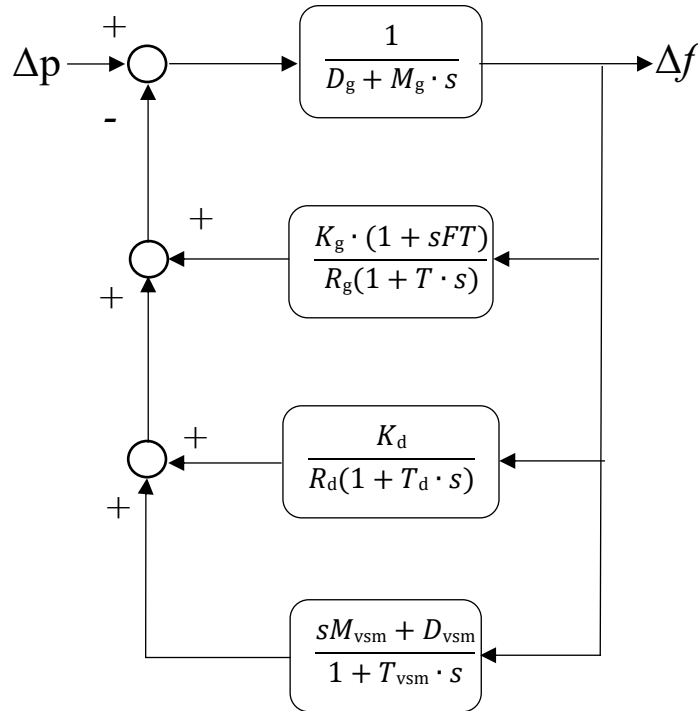 +
Δp
1
D_g + M_g · s
Δf
-
+
K_g · (1 + sFT)
R_g(1 + T · s)
+
+
K_d
R_d(1 + T_d · s)
+
sM_vsm + D_vsm
1 + T_vsm · s